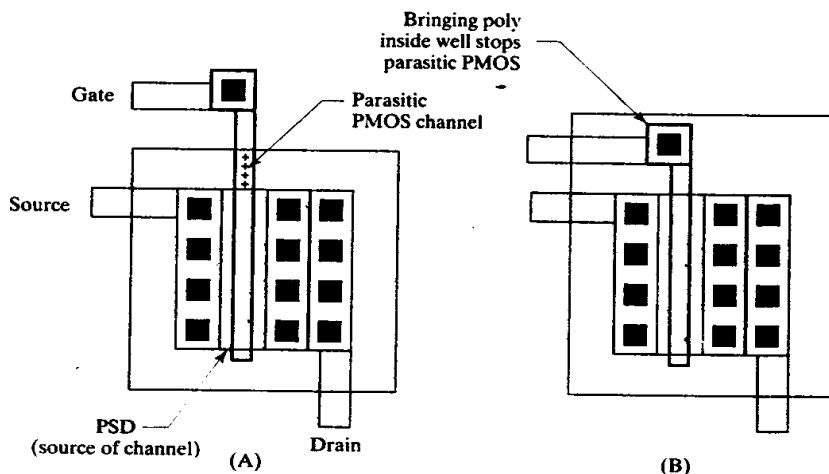 Gate
Parasitic
PMOS channel
Source
PSD
(source of channel)
(A)
Drain
Bringing poly
inside well stops
parasitic PMOS
(B)